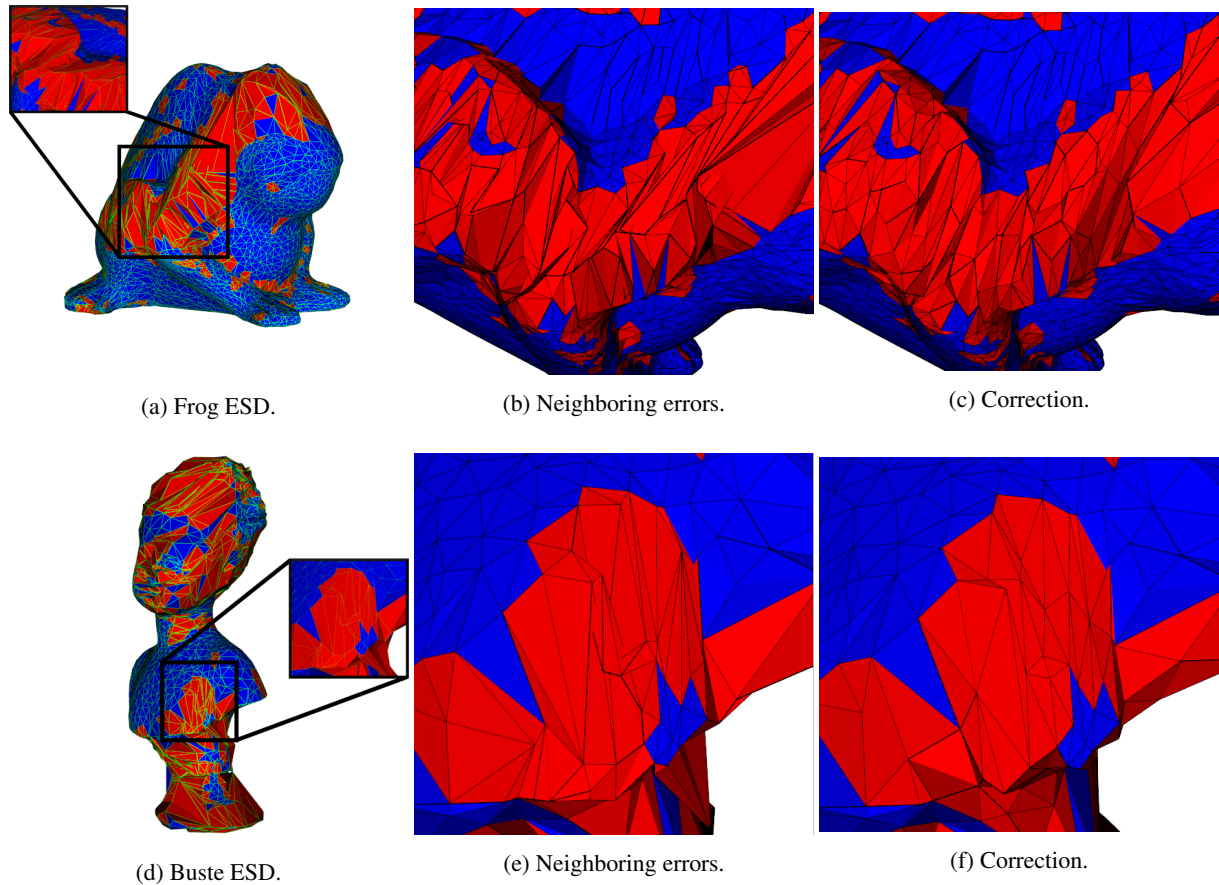 (a) Frog ESD.
(b) Neighboring errors.
(c) Correction.
(d) Buste ESD.
(e) Neighboring errors.
(f) Correction.